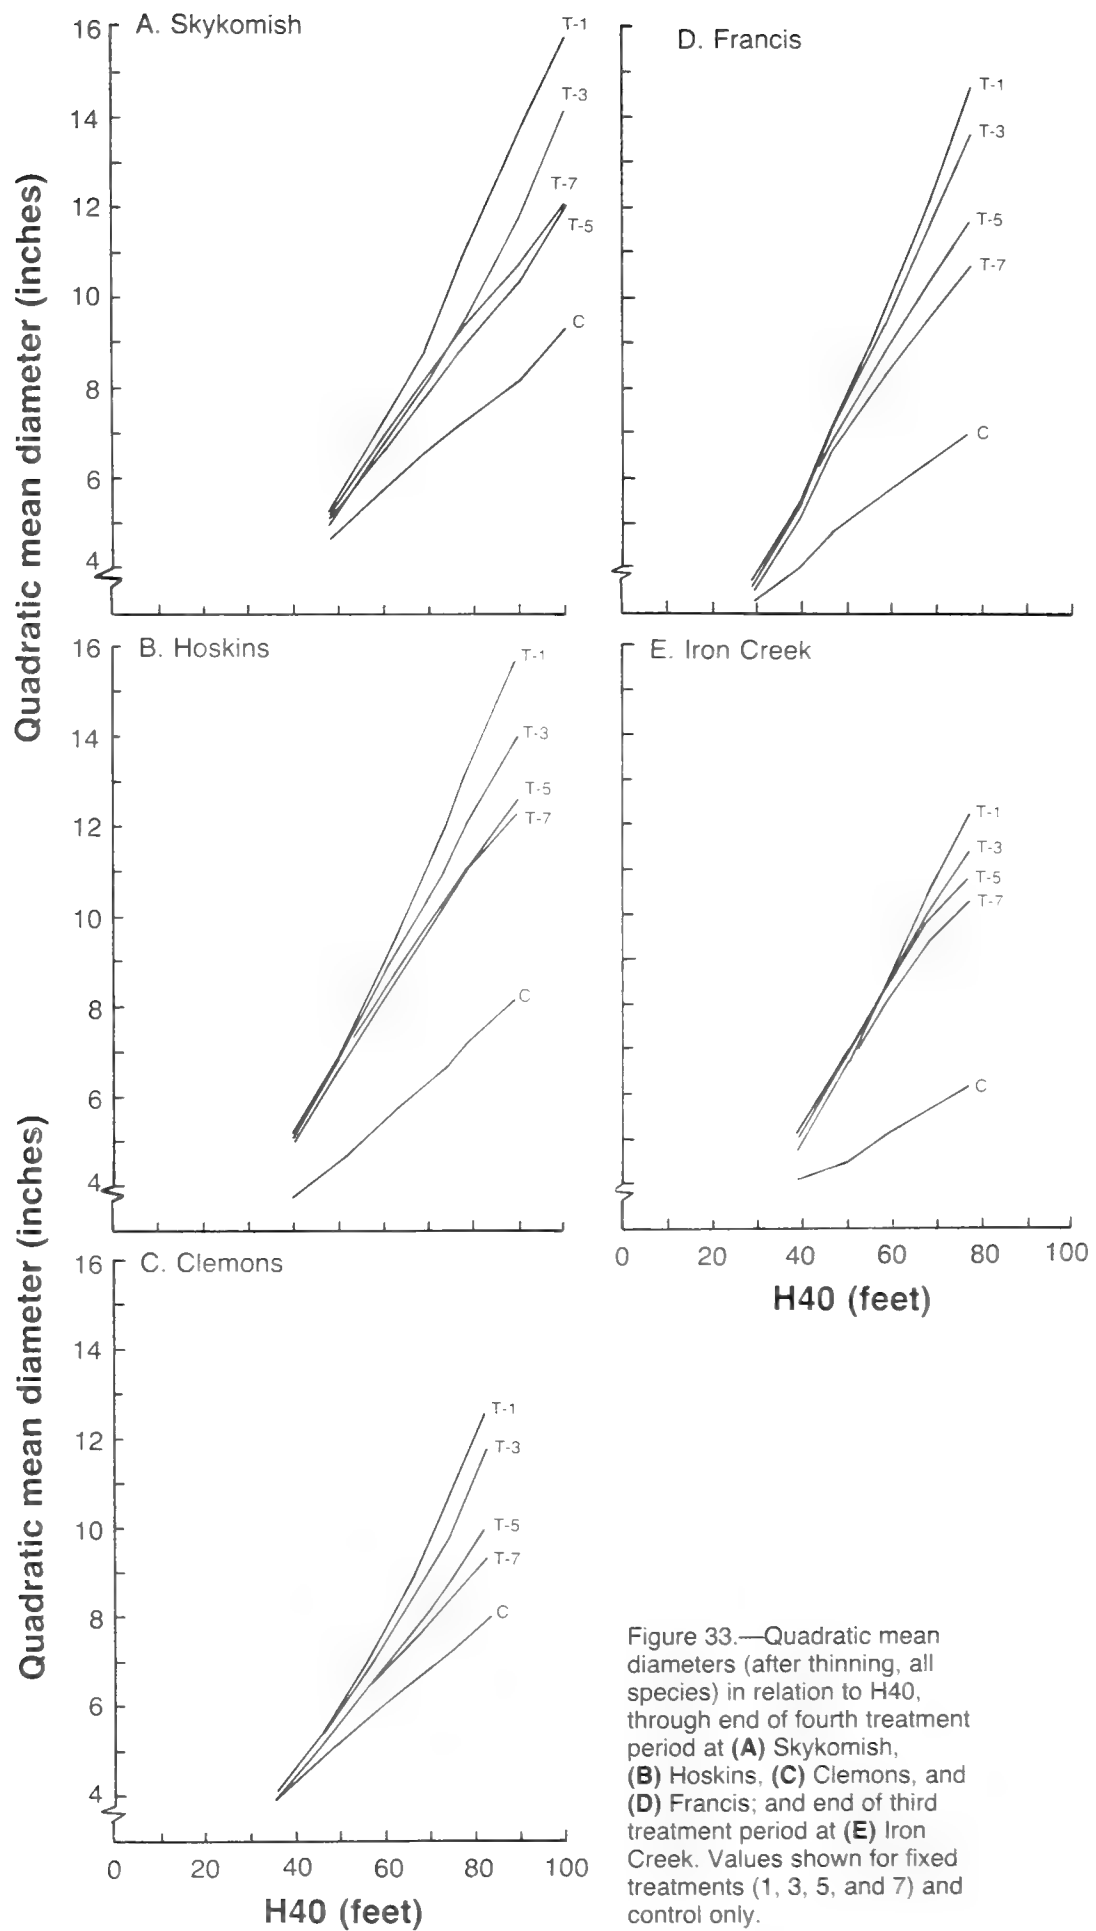 A. Skykomish
Quadratic mean diameter (inches)
16
14
12
10
8
6
4
T-1
T-3
T-7
T-5
C
D. Francis
T-1
T-3
T-5
T-7
C
B. Hoskins
16
14
12
10
8
6
4
T-1
T-3
T-5
T-7
C
E. Iron Creek
T-1
T-3
T-5
T-7
C
0 20 40 60 80 100
H40 (feet)
C. Clemons
Quadratic mean diameter (inches)
16
14
12
10
8
6
4
T-1
T-3
T-5
T-7
C
0 20 40 60 80 100
H40 (feet)
Figure 33.—Quadratic mean
diameters (after thinning, all
species) in relation to H40,
through end of fourth treatment
period at (A) Skykomish,
(B) Hoskins, (C) Clemons, and
(D) Francis; and end of third
treatment period at (E) Iron
Creek. Values shown for fixed
treatments (1, 3, 5, and 7) and
control only.